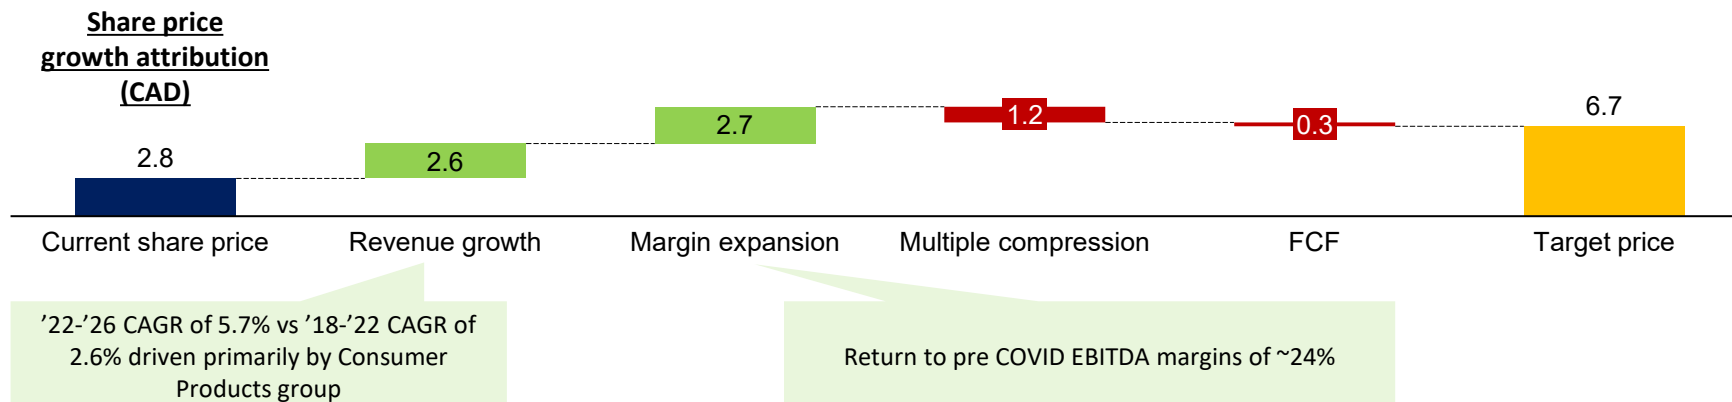 Share price
growth attribution
(CAD)
2.8
2.6
2.7
1.2
0.3
6.7
Current share price
Revenue growth
Margin expansion
Multiple compression
FCF
Target price
’22-’26 CAGR of 5.7% vs ’18-’22 CAGR of
2.6% driven primarily by Consumer
Products group
Return to pre COVID EBITDA margins of ~24%